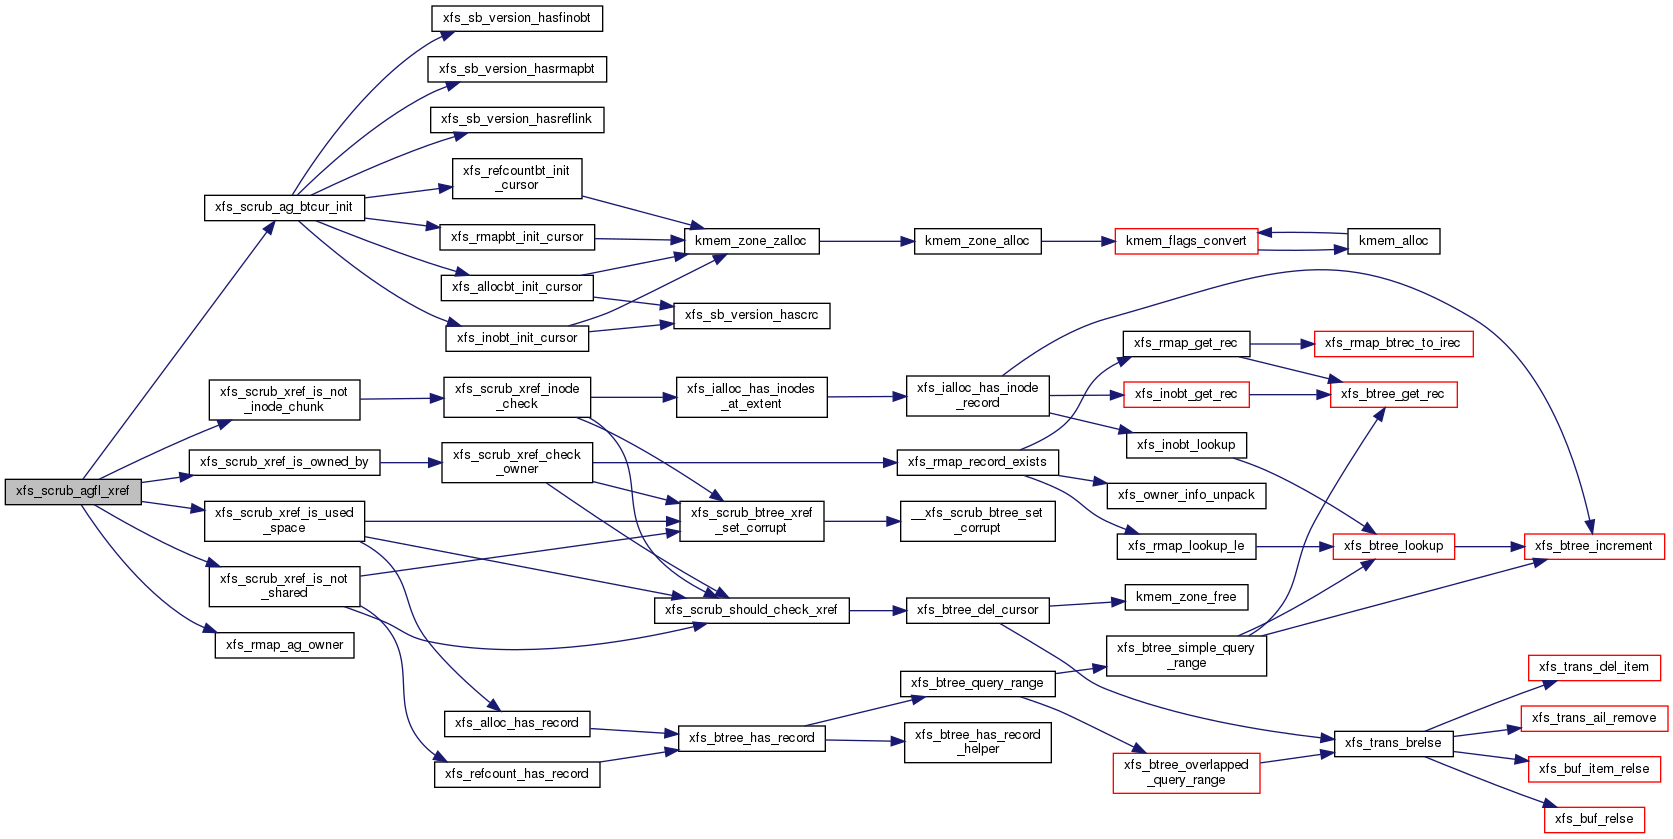 xfs_sb_version_hasfinobt
xfs_sb_version_hasrmapbt
xfs_sb_version_hasreflink
xfs_refcountbt_init
_cursor
xfs_scrub_ag_btcur_init
xfs_rmapbt_init_cursor
kmem_zone_zalloc
kmem_zone_alloc
kmem_flags_convert
kmem_alloc
xfs_allocbt_init_cursor
xfs_sb_version_hascrc
xfs_inobt_init_cursor
xfs_rmap_get_rec
xfs_rmap_btrec_to_irec
xfs_scrub_xref_is_not
_inode_chunk
xfs_scrub_xref_inode
_check
xfs_ialloc_has_inodes
_at_extent
xfs_ialloc_has_inode
_record
xfs_inobt_get_rec
xfs_btree_get_rec
xfs_inobt_lookup
xfs_scrub_xref_is_owned_by
xfs_scrub_xref_check
_owner
xfs_rmap_record_exists
xfs_scrub_agfl_xref
xfs_owner_info_unpack
xfs_scrub_xref_is_used
_space
xfs_scrub_btree_xref
_set_corrupt
__xfs_scrub_btree_set
_corrupt
xfs_rmap_lookup_le
xfs_btree_lookup
xfs_btree_increment
xfs_scrub_xref_is_not
_shared
kmem_zone_free
xfs_scrub_should_check_xref
xfs_btree_del_cursor
xfs_rmap_ag_owner
xfs_btree_simple_query
_range
xfs_trans_del_item
xfs_btree_query_range
xfs_alloc_has_record
xfs_trans_ail_remove
xfs_btree_has_record
xfs_btree_has_record
_helper
xfs_trans_brelse
xfs_refcount_has_record
xfs_btree_overlapped
_query_range
xfs_buf_item_relse
xfs_buf_relse